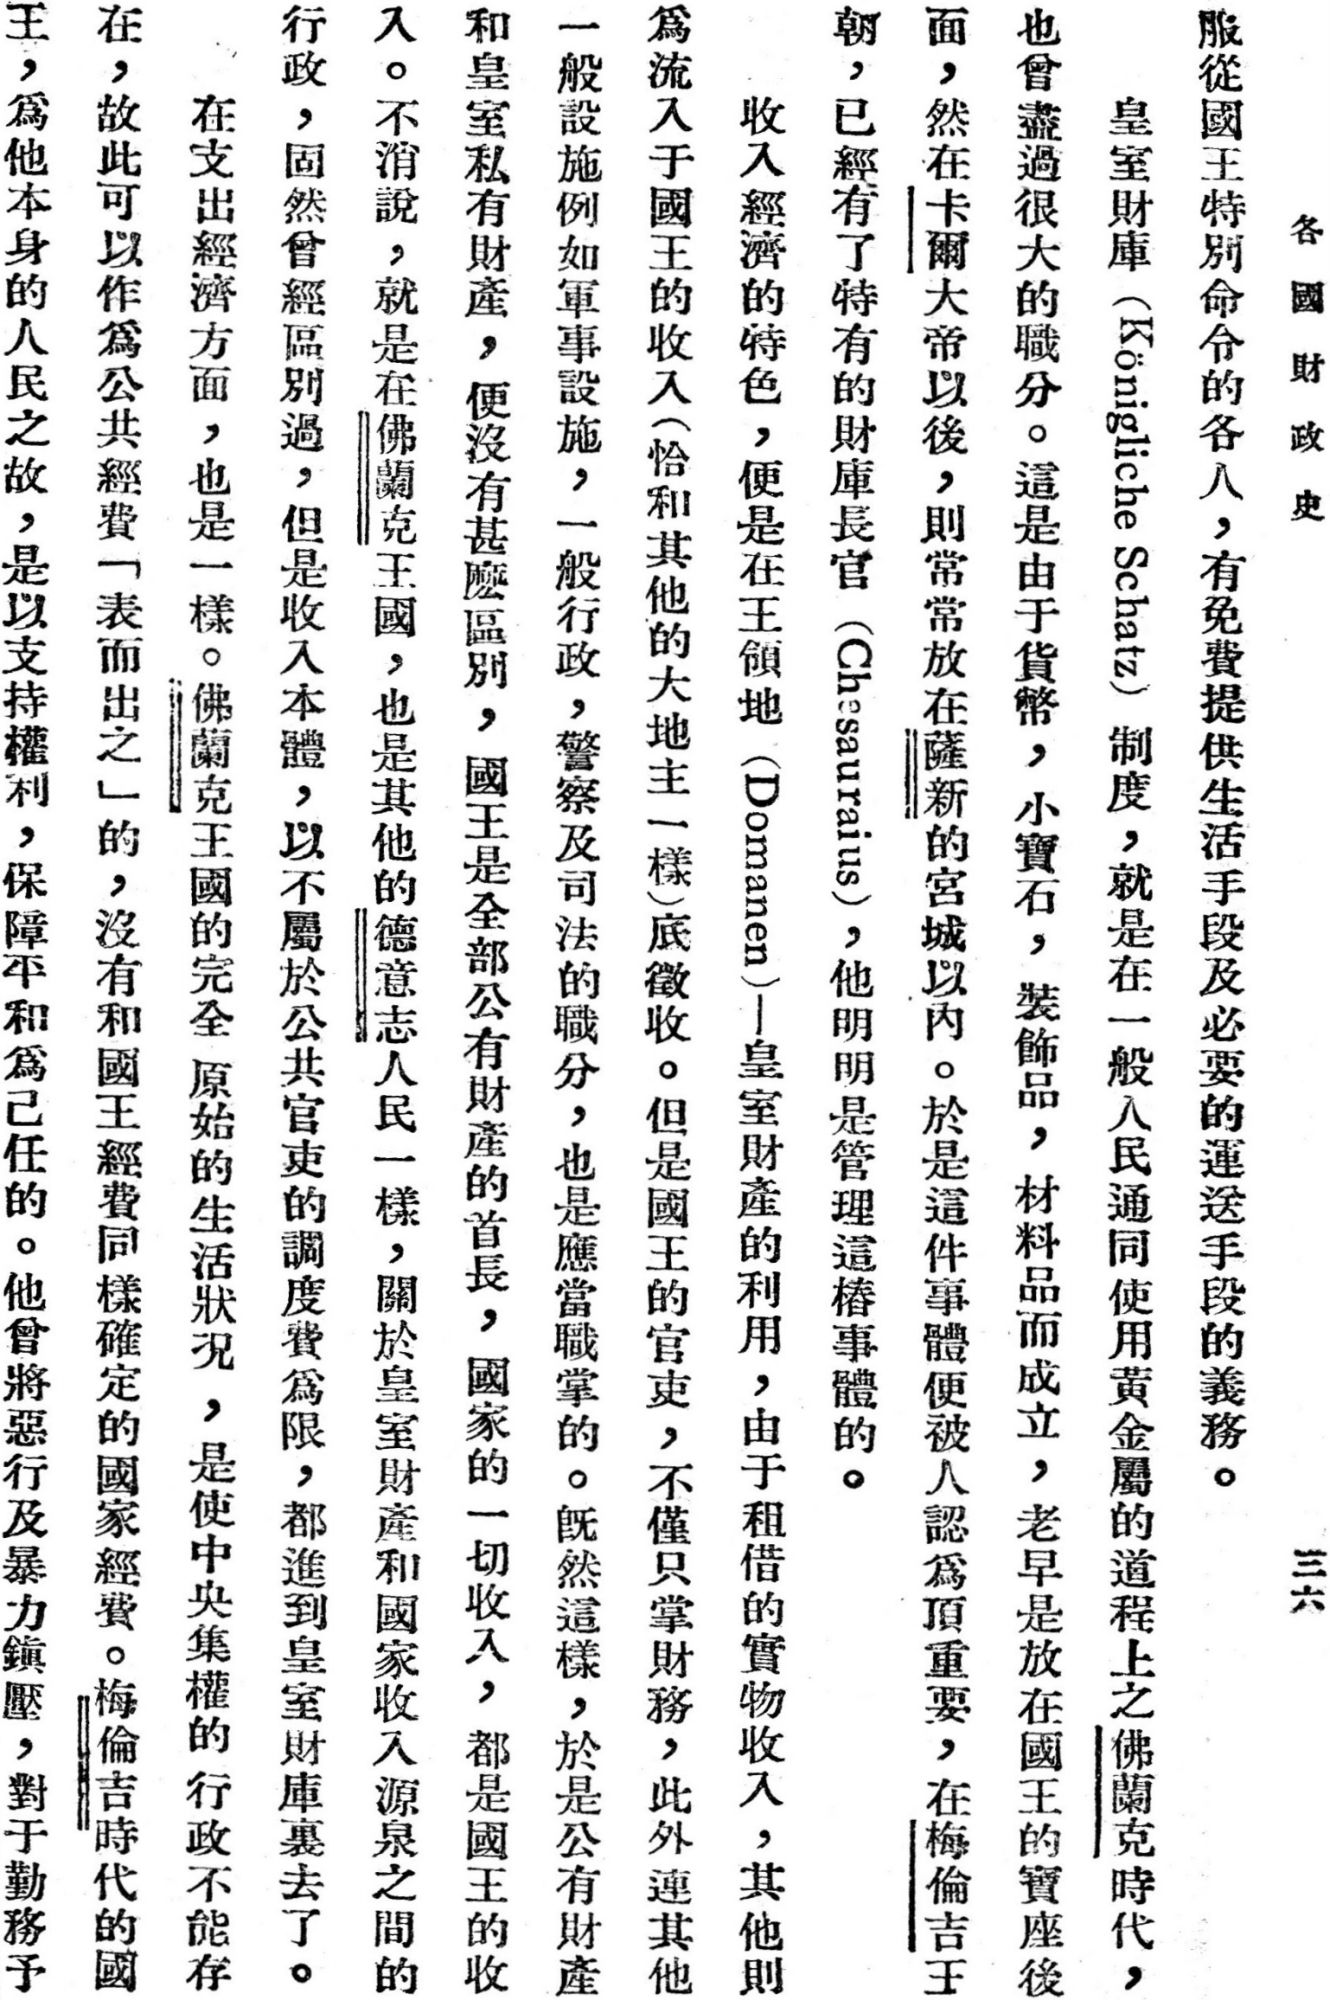 各國財政史
三六
服從國王特別命令的各人，有免費提供生活手段及必要的運送手段的義務。
皇室財庫（Königliche Schatz）制度，就是在一般人民通同使用黃金屬的道程上之佛蘭克時代，
也曾盡過很大的職分。這是由于貨幣，小寶石，裝飾品，材料品而成立，老早是放在國王的寶座後
面，然在卡爾大帝以後，則常常放在薩新的宮城以內。於是這件事體便被人認爲頂重要，在梅倫吉王
朝，已經有了特有的財庫長官（Chesauraius），他明明是管理這樁事體的。
收入經濟的特色，便是在王領地（Domanen）—皇室財產的利用，由于租借的實物收入，其他則
爲流入于國王的收入（恰和其他的大地主一樣）底徵收。但是國王的官吏，不僅只掌財務，此外連其他
一般設施例如軍事設施，一般行政，警察及司法的職分，也是應當職掌的。旣然這樣，於是公有財產
和皇室私有財產，便沒有甚麽區別，國王是全部公有財產的首長，國家的一切收入，都是國王的收
入。不消說，就是在佛蘭克王國，也是其他的德意志人民一樣，關於皇室財產和國家收入源泉之間的
行政，固然曾經區別過，但是收入本體，以不屬於公共官吏的調度費爲限，都進到皇室財庫裏去了。
在支出經濟方面，也是一樣。佛蘭克王國的完全原始的生活狀况，是使中央集權的行政不能存
在，故此可以作爲公共經費「表而出之」的，沒有和國王經費同樣確定的國家經費。梅倫吉時代的國
王，爲他本身的人民之故，是以支持權利，保障平和爲己任的。他曾將惡行及暴力鎭壓，對于勤務予